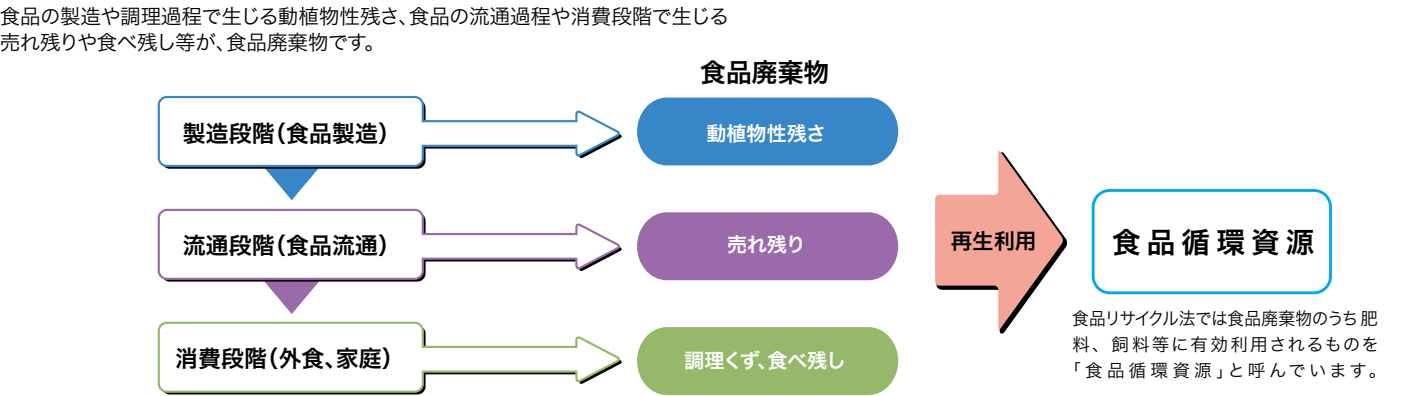 食品の製造や調理過程で生じる動植物性残さ、食品の流通過程や消費段階で生じる
売れ残りや食べ残し等が、食品廃棄物です。
食品廃棄物
製造段階(食品製造)
動植物性残さ
流通段階(食品流通)
売れ残り
消費段階(外食、家庭)
調理くず、食べ残し
再生利用
食品循環資源
食品リサイクル法では食品廃棄物のうち肥
料、飼料等に有効利用されるものを
「食品循環資源」と呼んでいます。